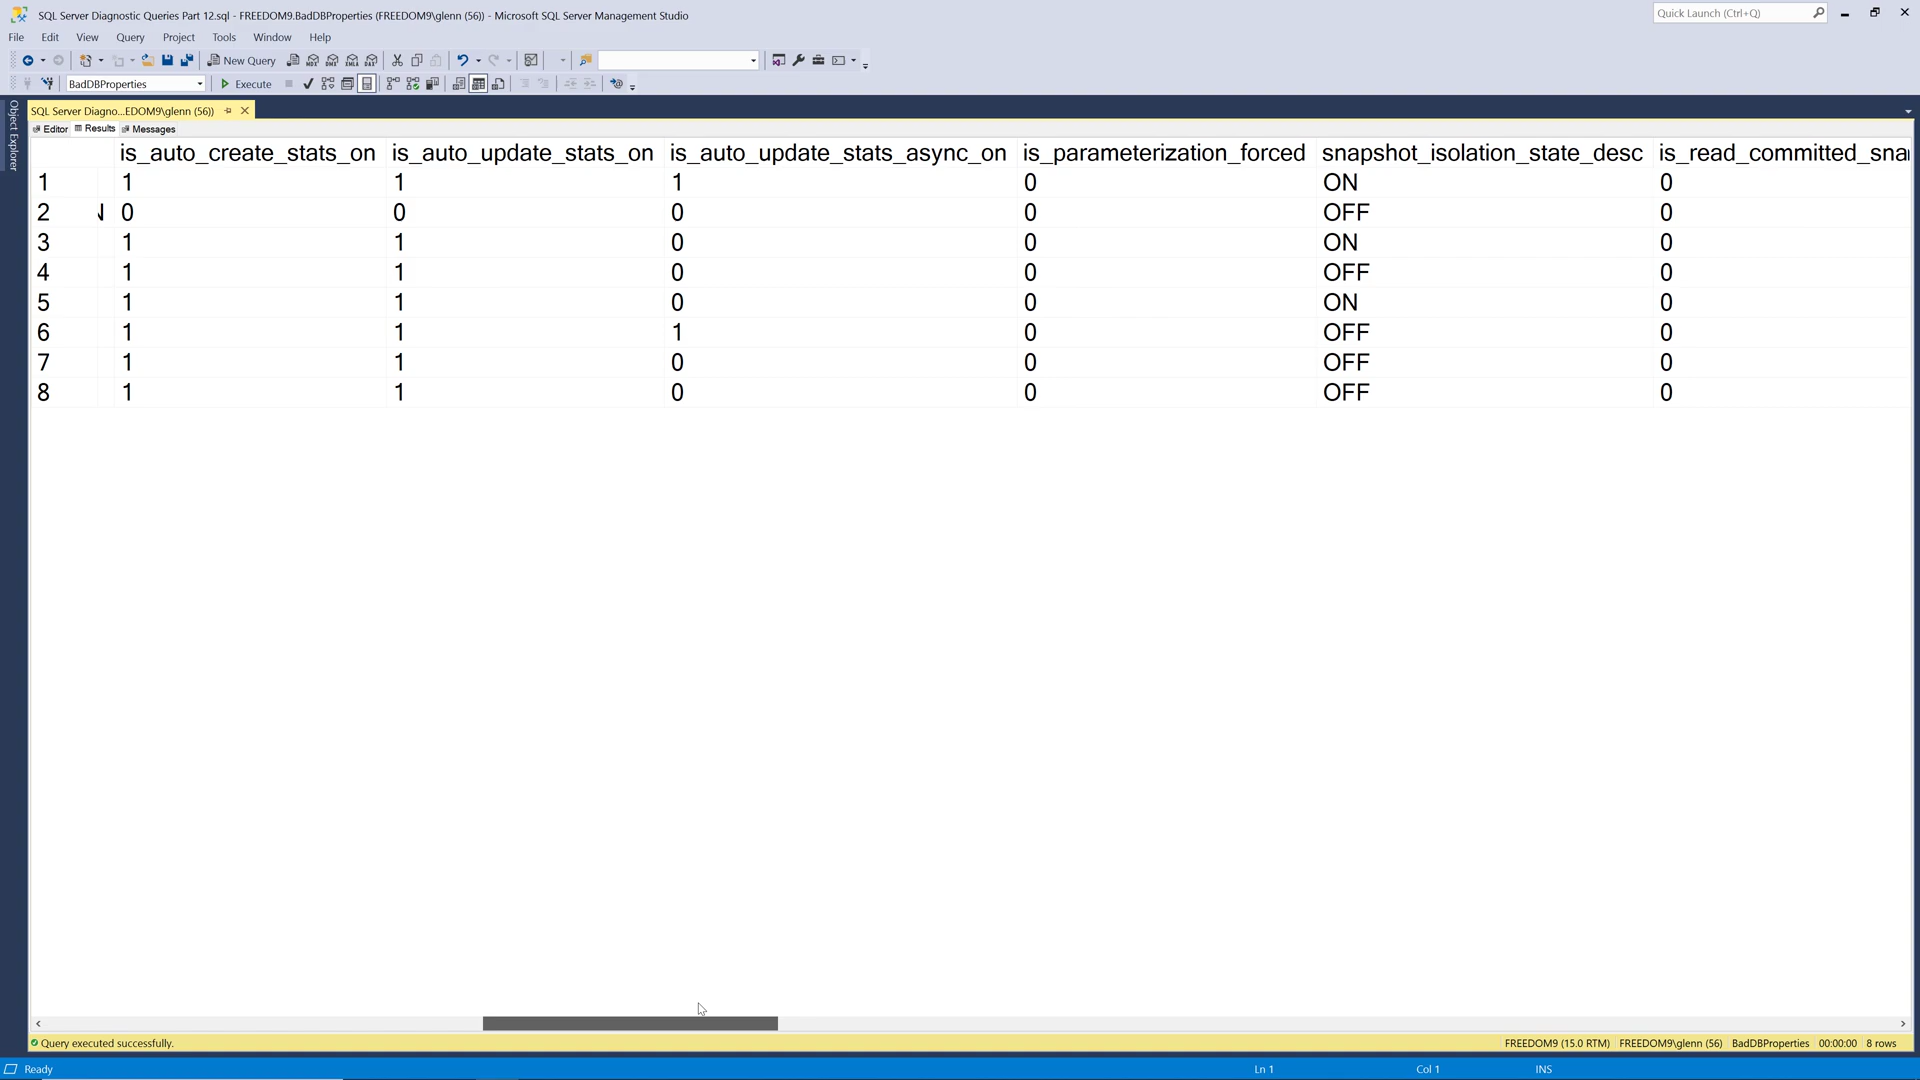 SQL Server Diagnostic Queries Part 12.sql - FREEDOM9.BadDBProperties (FREEDOM9\glenn (56)) - Microsoft SQL Server Management Studio
Quick Launch (Ctrl+Q)
File Edit View Query Project Tools Window Help
New Query MDX DMX XMLA DAX
BadDBProperties Execute
Object Explorer
SQL Server Diagno...EDOM9\glenn (56))
Editor Results Messages
is_auto_create_stats_on is_auto_update_stats_on is_auto_update_stats_async_on is_parameterization_forced snapshot_isolation_state_desc is_read_committed_sna
1 1 1 1 0 ON 0
2 N 0 0 0 0 OFF 0
3 1 1 0 0 ON 0
4 1 1 0 0 OFF 0
5 1 1 0 0 ON 0
6 1 1 1 0 OFF 0
7 1 1 0 0 OFF 0
8 1 1 0 0 OFF 0
Query executed successfully. FREEDOM9 (15.0 RTM) FREEDOM9\glenn (56) BadDBProperties 00:00:00 8 rows
Ready Ln 1 Col 1 INS